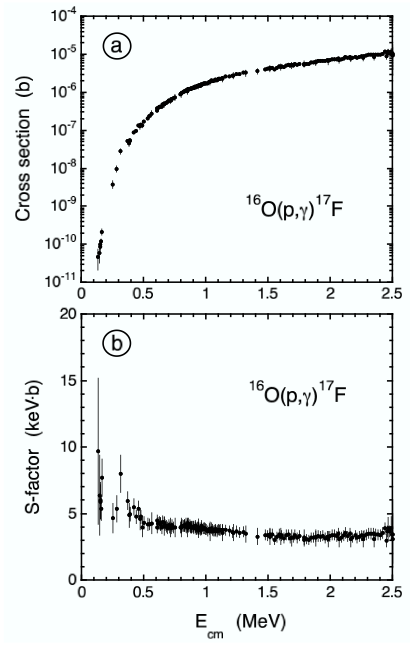 10⁻⁴
ⓐ
10⁻⁵
10⁻⁶
10⁻⁷
10⁻⁸
10⁻⁹
10⁻¹⁰
10⁻¹¹
Cross section (b)
¹⁶O(p,γ)¹⁷F
0 0.5 1 1.5 2 2.5
20
ⓑ
15
10
5
0
S-factor (keV·b)
¹⁶O(p,γ)¹⁷F
0 0.5 1 1.5 2 2.5
E_cm (MeV)